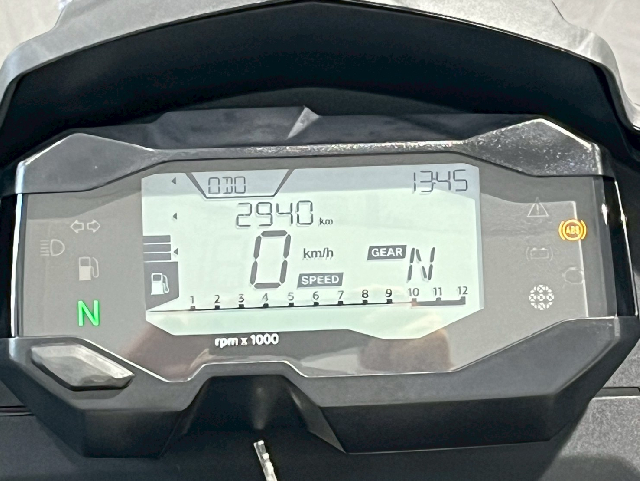 ODO 1345
2940 km
ABS
0 km/h GEAR N
SPEED
N
1 2 3 4 5 6 7 8 9 10 11 12
rpm x 1000